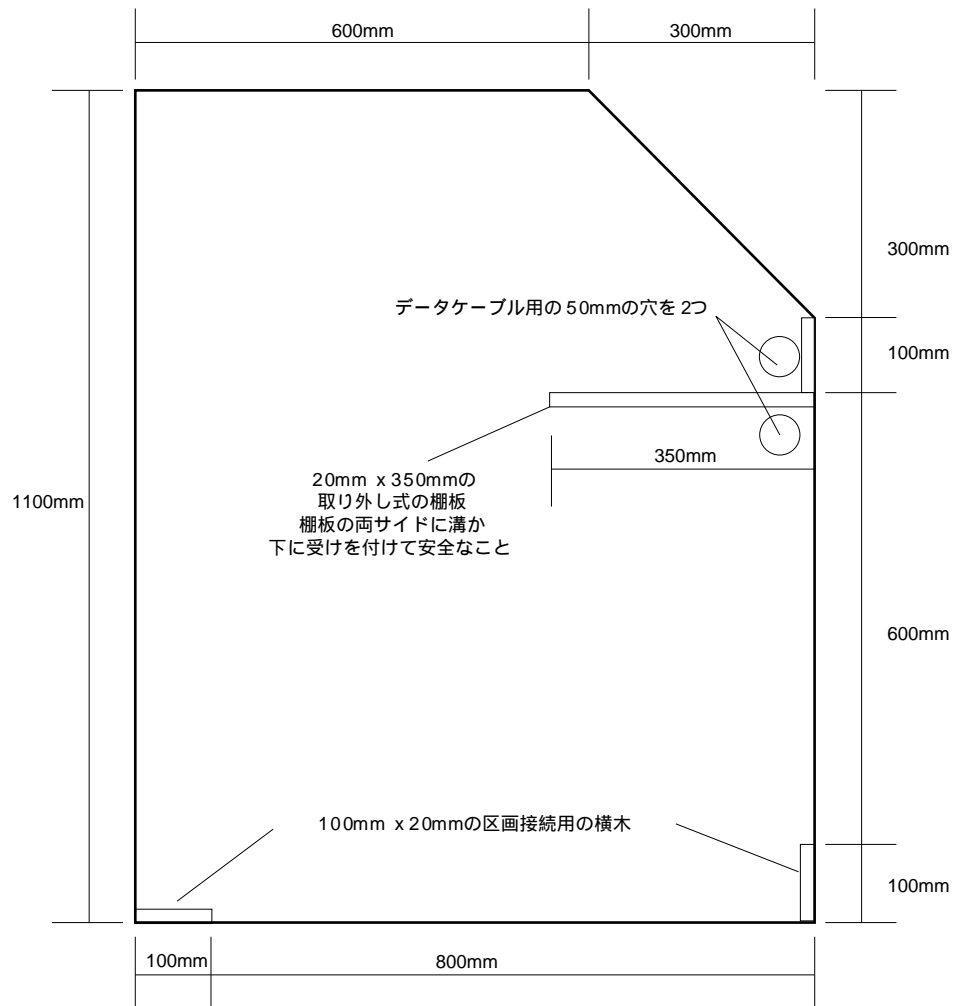 600mm
300mm
300mm
データケーブル用の 50mmの穴を 2つ
100mm
350mm
20mm x 350mmの
取り外し式の棚板
棚板の両サイドに溝か
下に受けを付けて安全なこと
1100mm
600mm
100mm x 20mmの区画接続用の横木
100mm
100mm
800mm